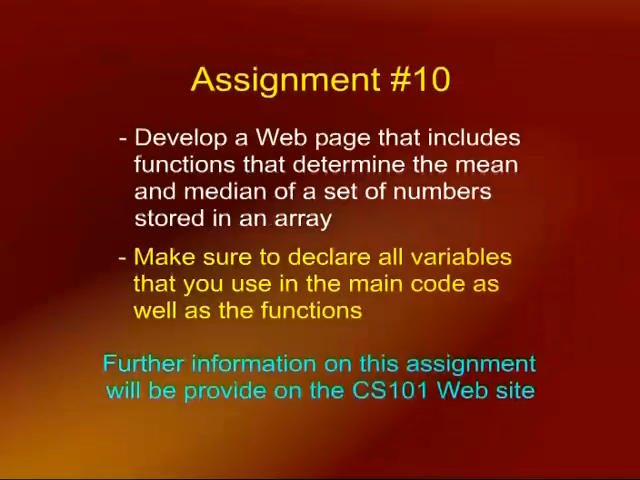 Assignment #10
- Develop a Web page that includes
functions that determine the mean
and median of a set of numbers
stored in an array
- Make sure to declare all variables
that you use in the main code as
well as the functions
Further information on this assignment
will be provide on the CS101 Web site